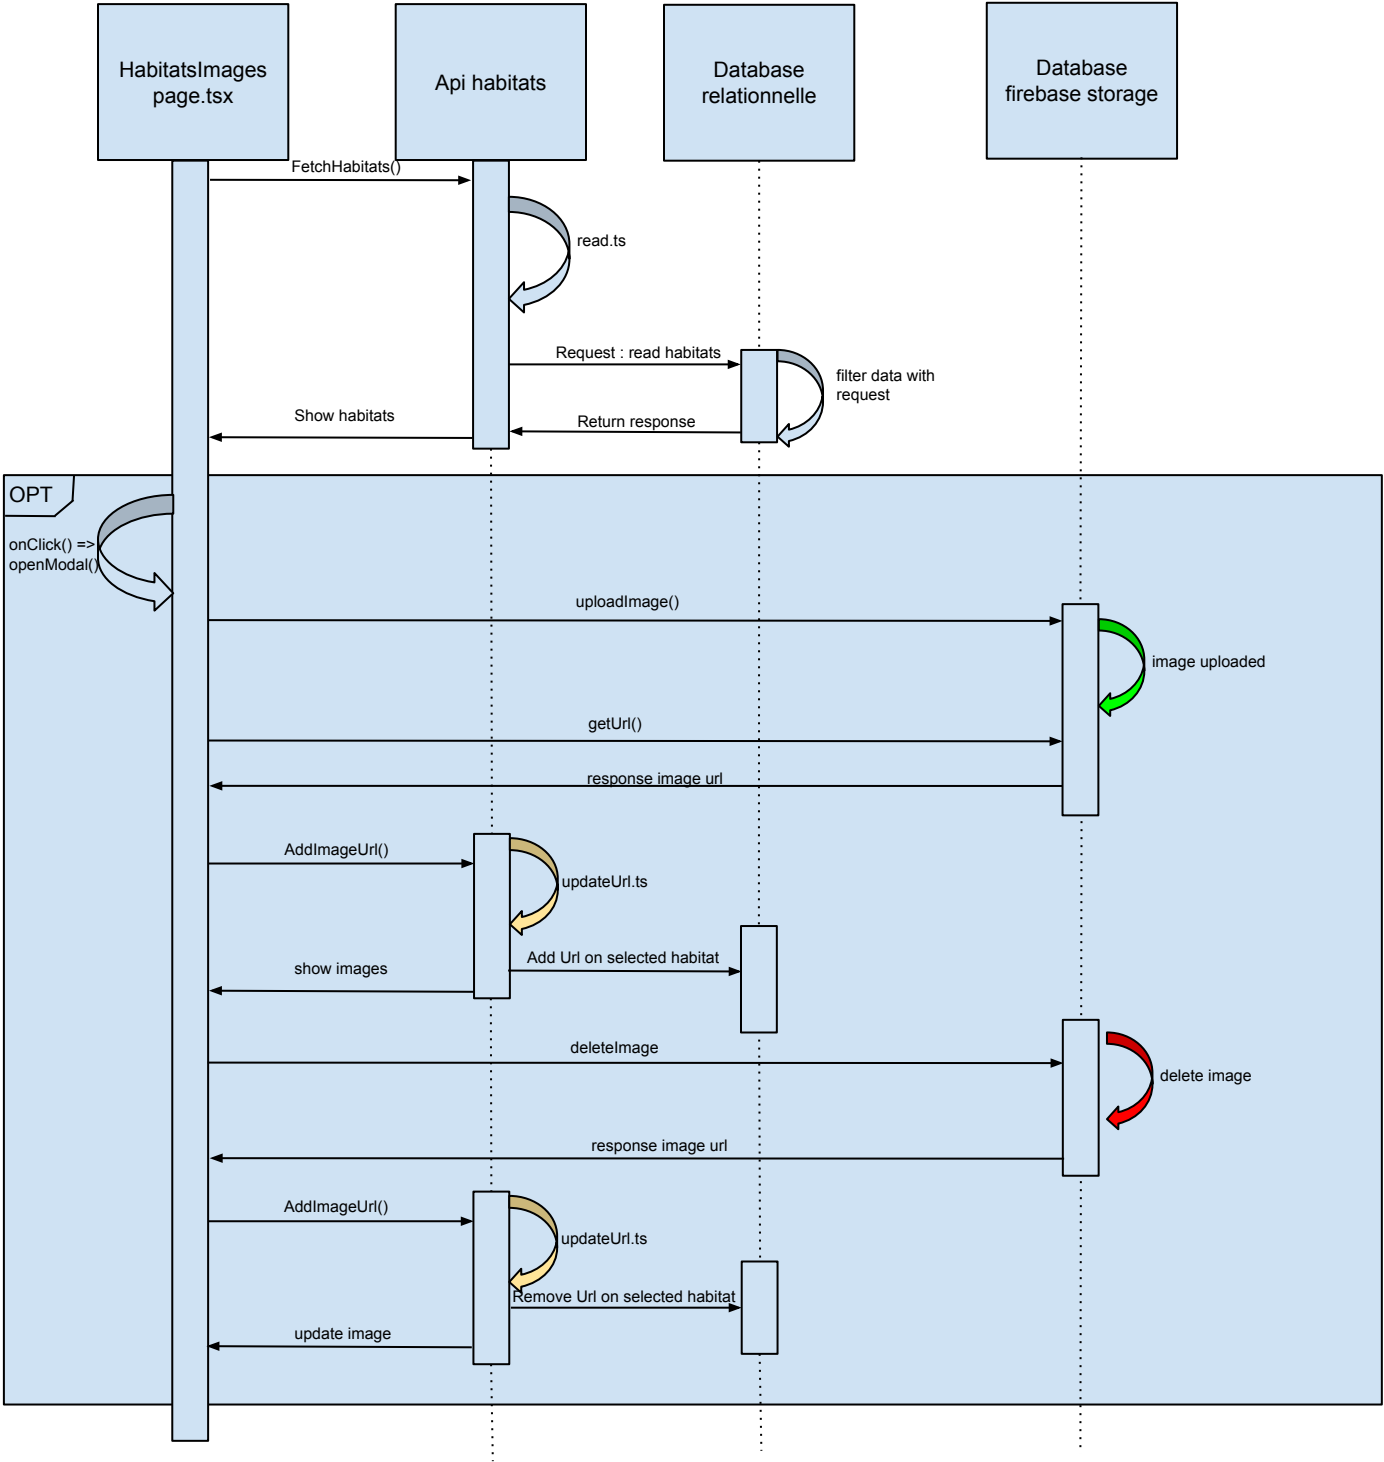 HabitatsImages
page.tsx
Api habitats
Database
relationnelle
Database
firebase storage
FetchHabitats()
read.ts
Request : read habitats
filter data with
request
Show habitats
Return response
OPT
onClick() =>
openModal()
uploadImage()
image uploaded
getUrl()
response image url
AddImageUrl()
updateUrl.ts
Add Url on selected habitat
show images
deleteImage
delete image
response image url
AddImageUrl()
updateUrl.ts
Remove Url on selected habitat
update image